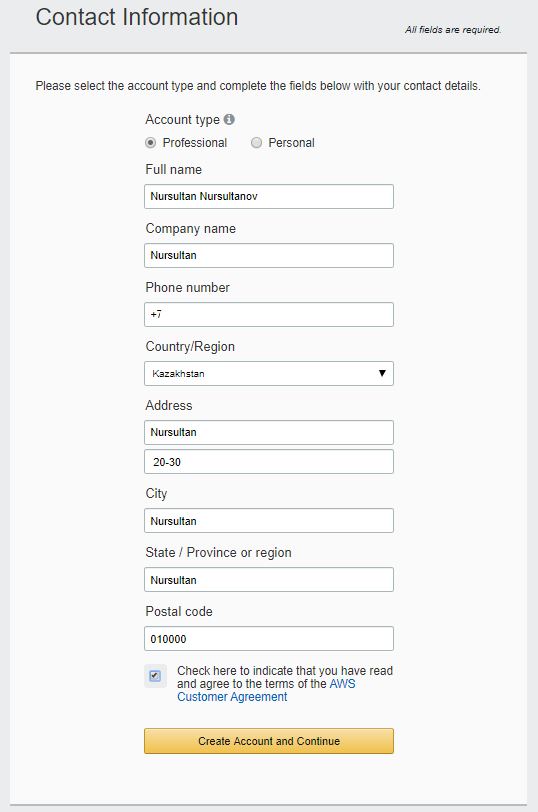 Contact Information
All fields are required.
Please select the account type and complete the fields below with your contact details.
Account type
Professional Personal
Full name
Nursultan Nursultanov
Company name
Nursultan
Phone number
+7
Country/Region
Kazakhstan
Address
Nursultan
20-30
City
Nursultan
State / Province or region
Nursultan
Postal code
010000
Check here to indicate that you have read
and agree to the terms of the AWS
Customer Agreement
Create Account and Continue